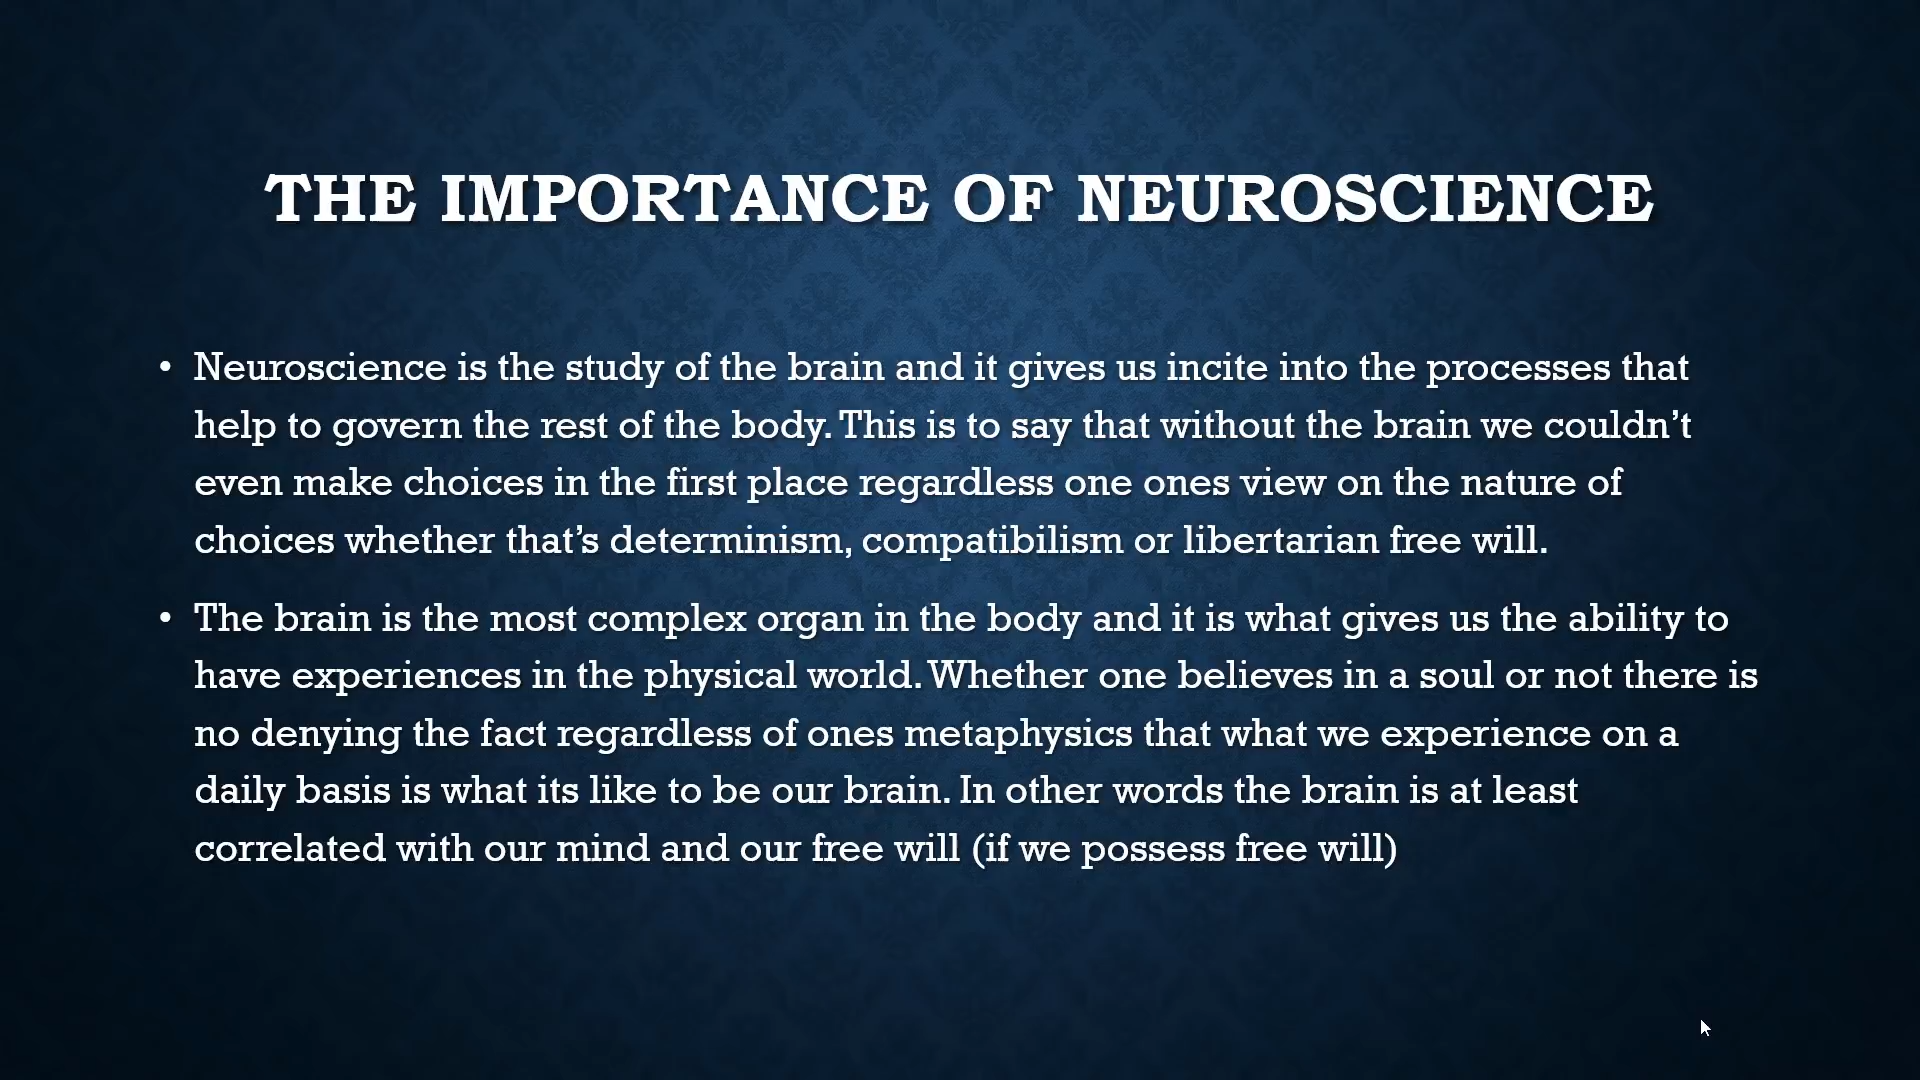 THE IMPORTANCE OF NEUROSCIENCE
• Neuroscience is the study of the brain and it gives us incite into the processes that
help to govern the rest of the body. This is to say that without the brain we couldn’t
even make choices in the first place regardless one ones view on the nature of
choices whether that’s determinism, compatibilism or libertarian free will.
• The brain is the most complex organ in the body and it is what gives us the ability to
have experiences in the physical world. Whether one believes in a soul or not there is
no denying the fact regardless of ones metaphysics that what we experience on a
daily basis is what its like to be our brain. In other words the brain is at least
correlated with our mind and our free will (if we possess free will)